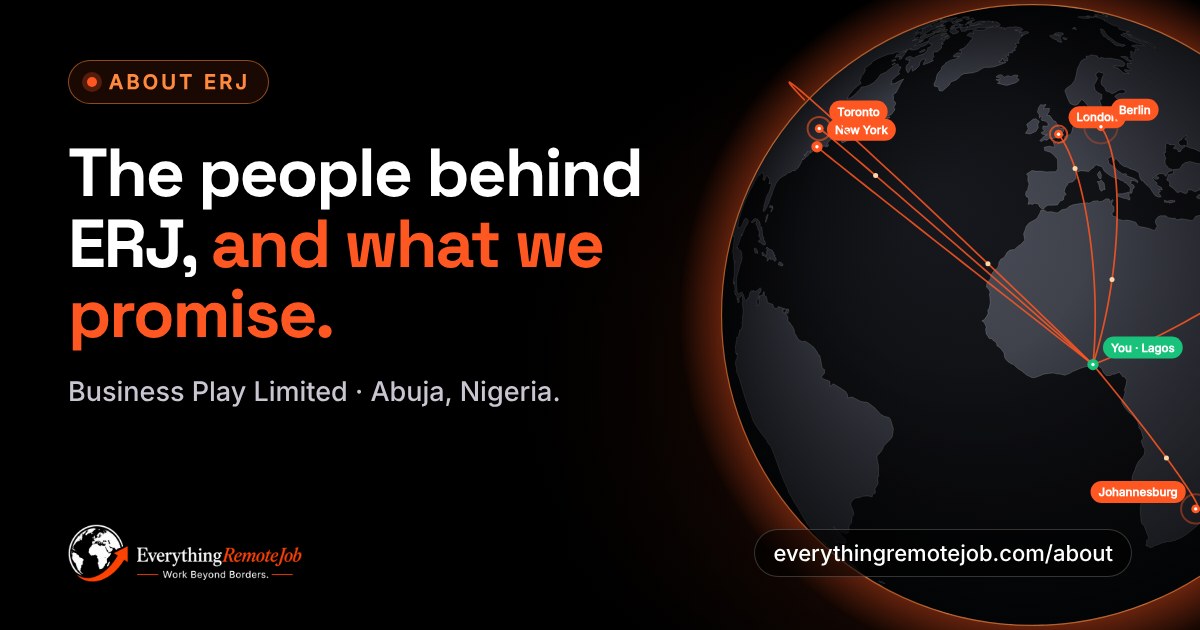 ABOUT ERJ
The people behind
ERJ, and what we
promise.
Business Play Limited · Abuja, Nigeria.
EverythingRemoteJob
Work Beyond Borders.
Toronto
New York
London
Berlin
You · Lagos
Johannesburg
everythingremotejob.com/about